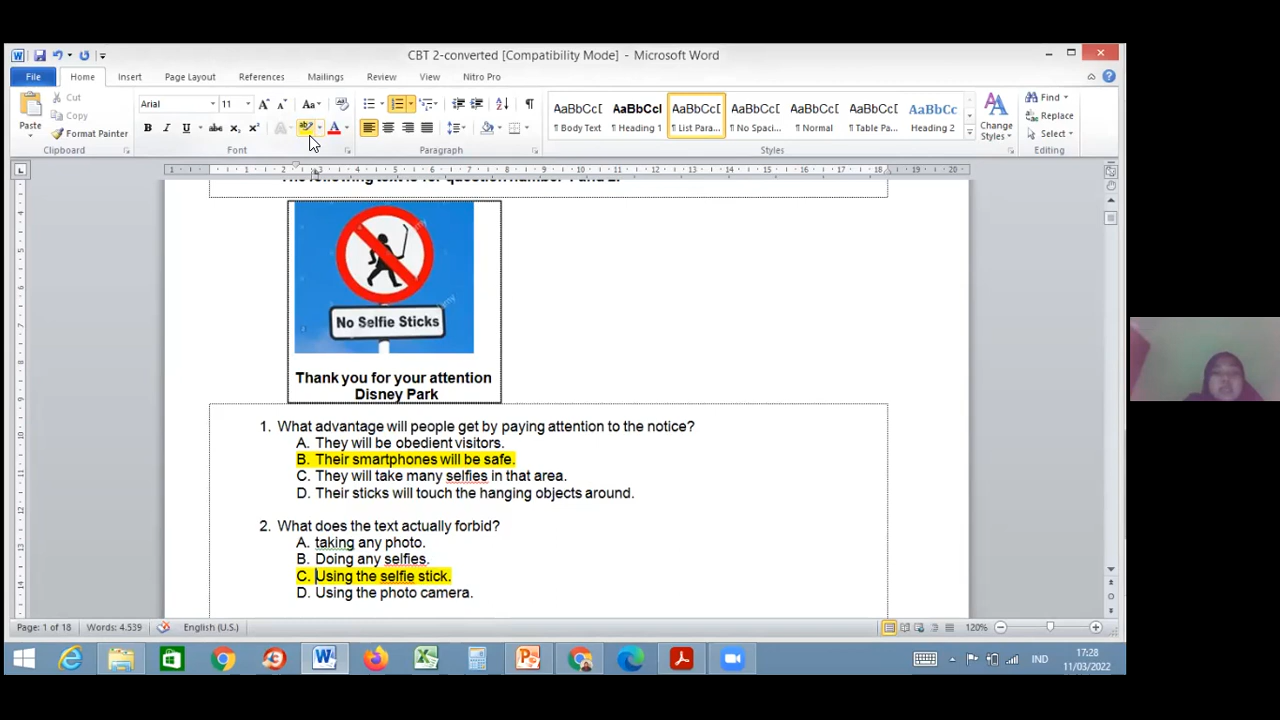 CBT 2-converted [Compatibility Mode] - Microsoft Word
File Home Insert Page Layout References Mailings Review View Nitro Pro
Paste
Cut
Copy
Format Painter
Clipboard
Arial 11
Font
Paragraph
AaBbCc[ AaBbCcI AaBbCc[ AaBbCc[ AaBbCc[ AaBbCc[ AaBbCc
¶ Body Text ¶ Heading 1 ¶ List Para... ¶ No Spaci... ¶ Normal ¶ Table Pa... Heading 2
Styles
Change
Styles
Find
Replace
Select
Editing
No Selfie Sticks
Thank you for your attention
Disney Park
1. What advantage will people get by paying attention to the notice?
A. They will be obedient visitors.
B. Their smartphones will be safe.
C. They will take many selfies in that area.
D. Their sticks will touch the hanging objects around.
2. What does the text actually forbid?
A. taking any photo.
B. Doing any selfies.
C. Using the selfie stick.
D. Using the photo camera.
Page: 1 of 18 Words: 4.539 English (U.S.) 120%
IND
17:28
11/03/2022